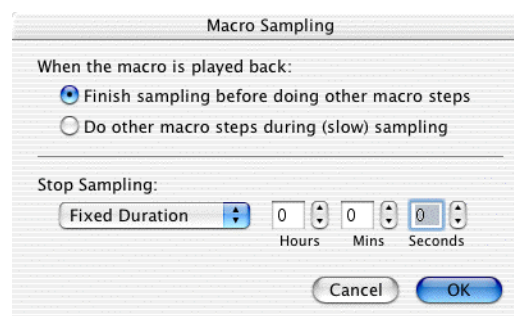 Macro Sampling
When the macro is played back:
Finish sampling before doing other macro steps
Do other macro steps during (slow) sampling
Stop Sampling:
Fixed Duration 0 0 0
Hours Mins Seconds
Cancel OK